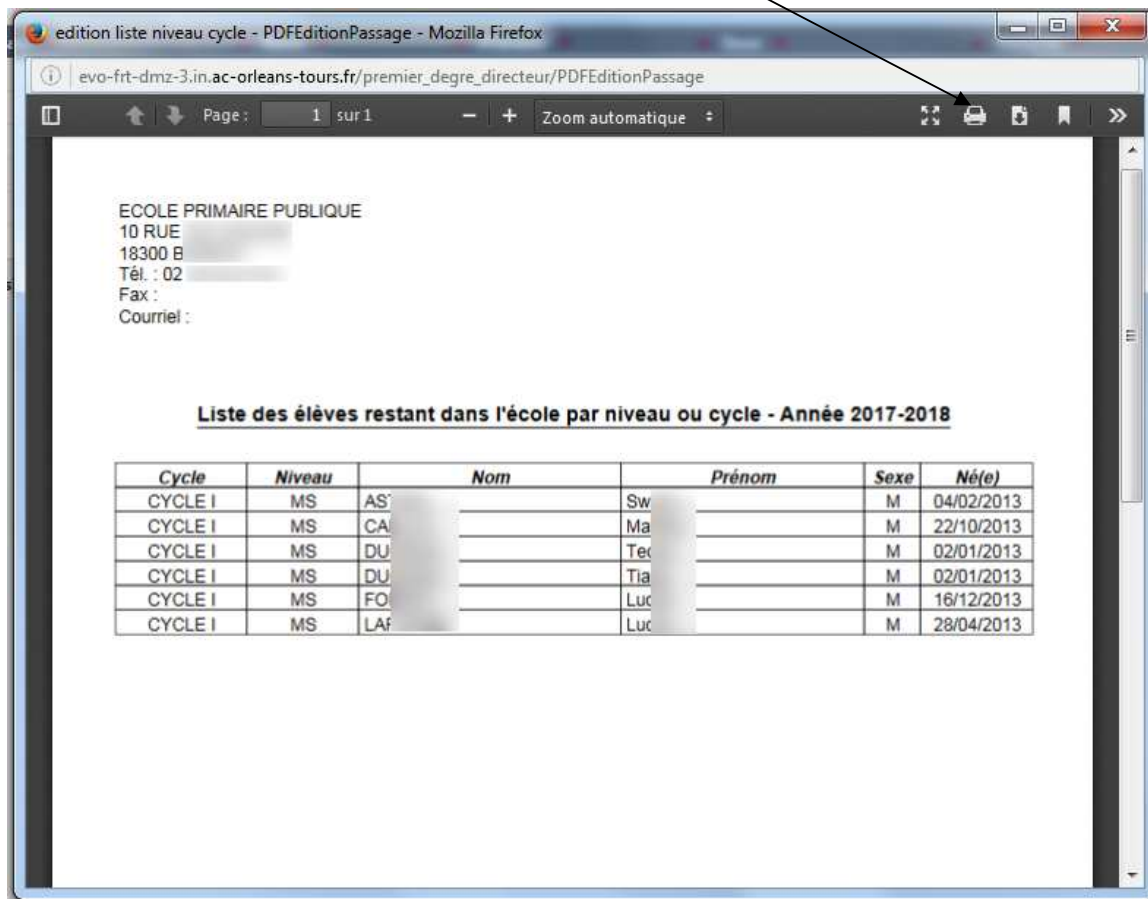 edition liste niveau cycle - PDFEditionPassage - Mozilla Firefox
evo-frt-dmz-3.in.ac-orleans-tours.fr/premier_degre_directeur/PDFEditionPassage
Page : 1 sur 1 Zoom automatique
ECOLE PRIMAIRE PUBLIQUE
10 RUE
18300 B
Tél. : 02
Fax :
Courriel :
Liste des élèves restant dans l'école par niveau ou cycle - Année 2017-2018
Cycle Niveau Nom Prénom Sexe Né(e)
CYCLE I MS AS Sw M 04/02/2013
CYCLE I MS CA Ma M 22/10/2013
CYCLE I MS DU Teo M 02/01/2013
CYCLE I MS DU Tia M 02/01/2013
CYCLE I MS FO Luc M 16/12/2013
CYCLE I MS LA Luc M 28/04/2013